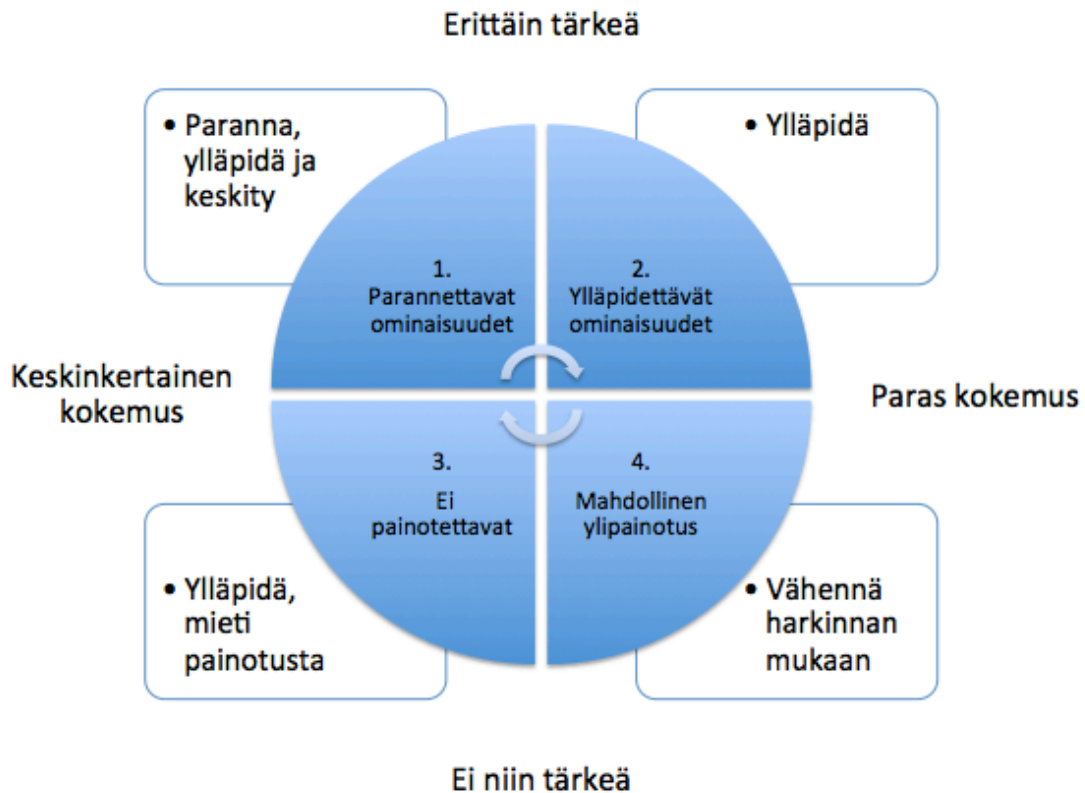 Erittäin tärkeä
• Paranna,
ylläpidä ja
keskity
• Ylläpidä
1.
Parannettavat
ominaisuudet
2.
Ylläpidettävät
ominaisuudet
Keskinkertainen
kokemus
Paras kokemus
3.
Ei
painotettavat
4.
Mahdollinen
ylipainotus
• Ylläpidä,
mieti
painotusta
• Vähennä
harkinnan
mukaan
Ei niin tärkeä